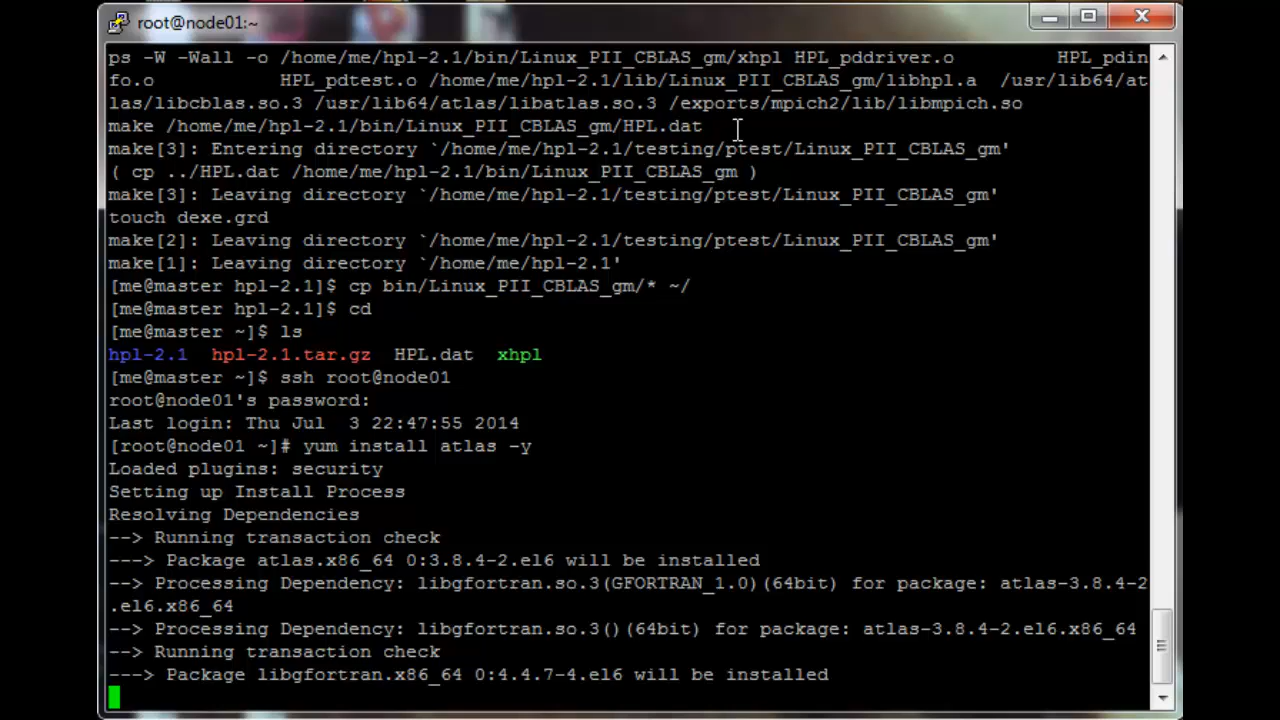 root@node01:~
ps -W -Wall -o /home/me/hpl-2.1/bin/Linux_PII_CBLAS_gm/xhpl HPL_pddriver.o         HPL_pdin
fo.o           HPL_pdtest.o /home/me/hpl-2.1/lib/Linux_PII_CBLAS_gm/libhpl.a  /usr/lib64/at
las/libcblas.so.3 /usr/lib64/atlas/libatlas.so.3 /exports/mpich2/lib/libmpich.so
make /home/me/hpl-2.1/bin/Linux_PII_CBLAS_gm/HPL.dat
make[3]: Entering directory `/home/me/hpl-2.1/testing/ptest/Linux_PII_CBLAS_gm'
( cp ../HPL.dat /home/me/hpl-2.1/bin/Linux_PII_CBLAS_gm )
make[3]: Leaving directory `/home/me/hpl-2.1/testing/ptest/Linux_PII_CBLAS_gm'
touch dexe.grd
make[2]: Leaving directory `/home/me/hpl-2.1/testing/ptest/Linux_PII_CBLAS_gm'
make[1]: Leaving directory `/home/me/hpl-2.1'
[me@master hpl-2.1]$ cp bin/Linux_PII_CBLAS_gm/* ~/
[me@master hpl-2.1]$ cd
[me@master ~]$ ls
hpl-2.1  hpl-2.1.tar.gz  HPL.dat  xhpl
[me@master ~]$ ssh root@node01
root@node01's password:
Last login: Thu Jul  3 22:47:55 2014
[root@node01 ~]# yum install atlas -y
Loaded plugins: security
Setting up Install Process
Resolving Dependencies
--> Running transaction check
---> Package atlas.x86_64 0:3.8.4-2.el6 will be installed
--> Processing Dependency: libgfortran.so.3(GFORTRAN_1.0)(64bit) for package: atlas-3.8.4-2
.el6.x86_64
--> Processing Dependency: libgfortran.so.3()(64bit) for package: atlas-3.8.4-2.el6.x86_64
--> Running transaction check
---> Package libgfortran.x86_64 0:4.4.7-4.el6 will be installed